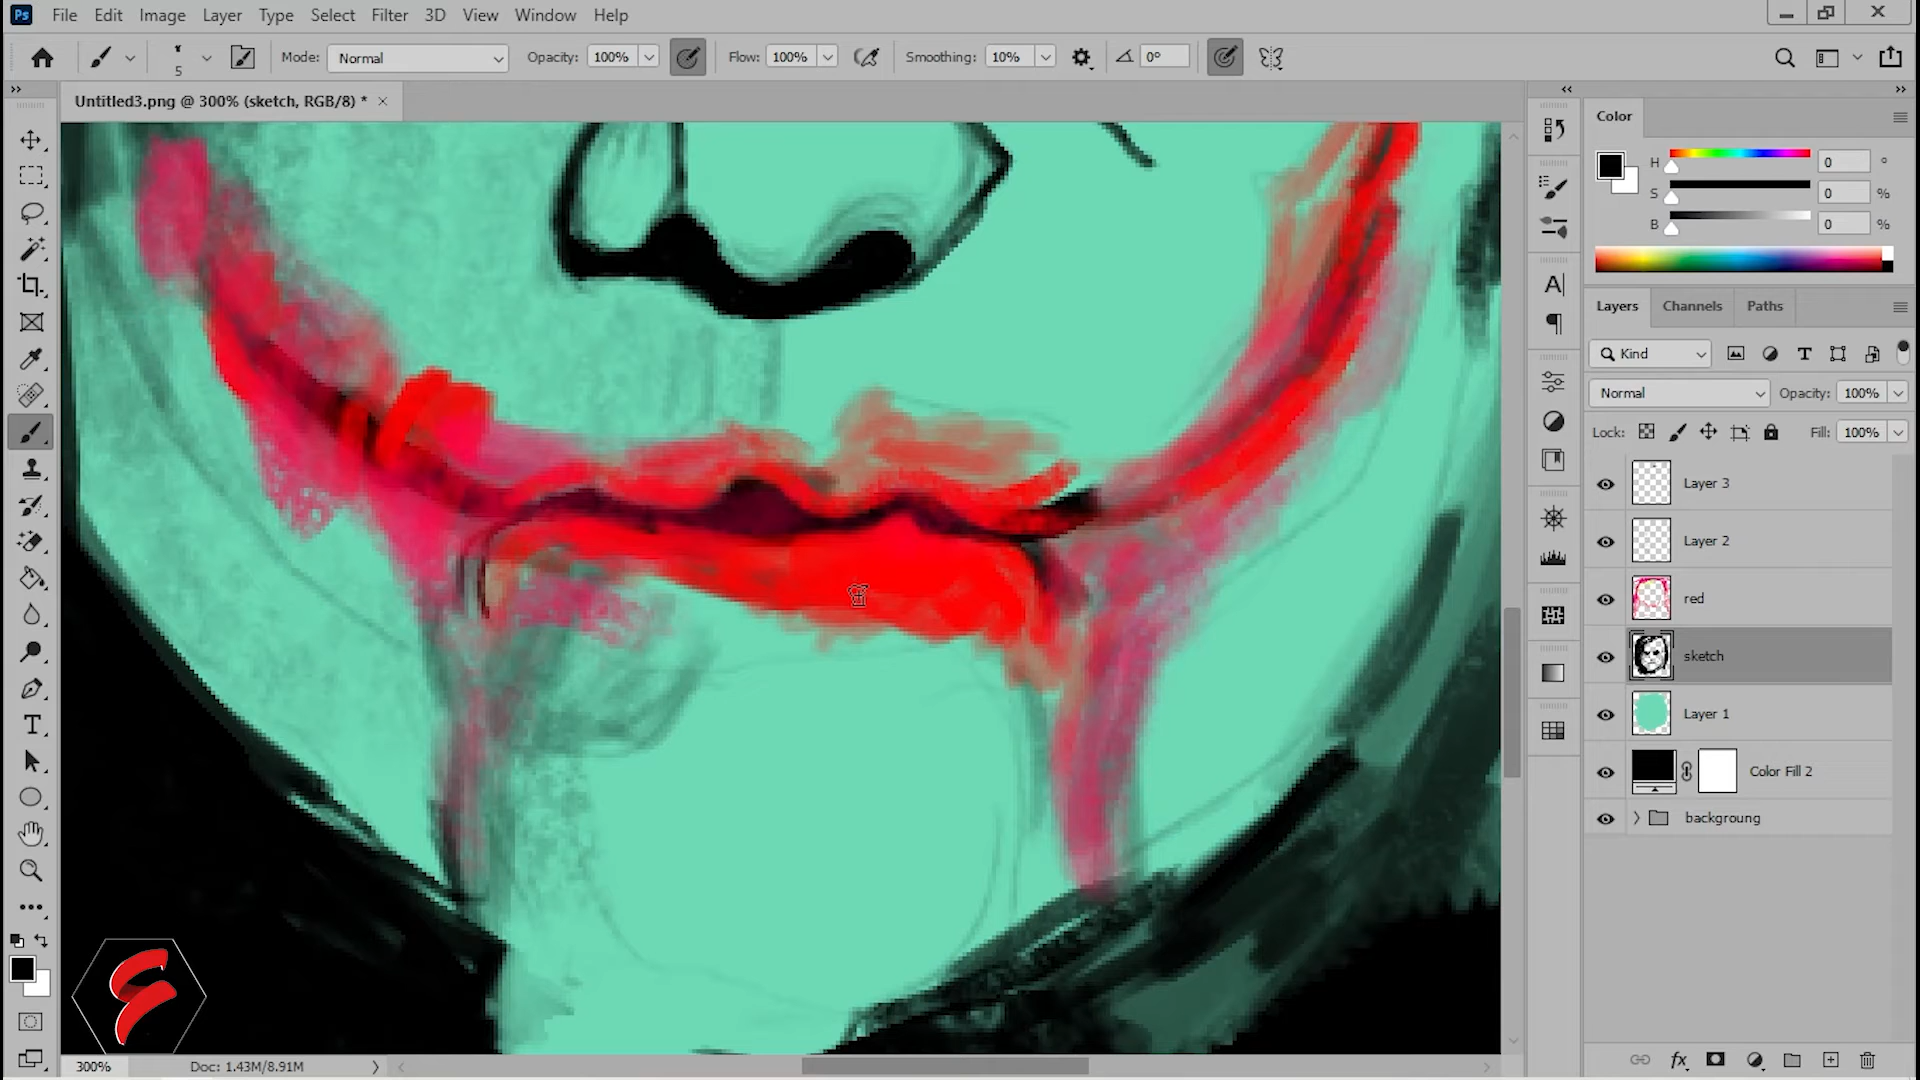 Ps File Edit Image Layer Type Select Filter 3D View Window Help
5 Mode: Normal Opacity: 100% Flow: 100% Smoothing: 10% 0°
Untitled3.png @ 300% (sketch, RGB/8) *
Color
H 0 °
S 0 %
B 0 %
Layers Channels Paths
Kind
Normal Opacity: 100%
Lock: Fill: 100%
Layer 3
Layer 2
red
sketch
Layer 1
Color Fill 2
backgroung
300% Doc: 1.43M/8.91M